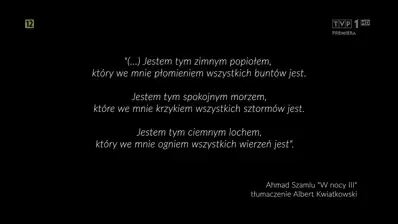 12
TVP 1 HD
PREMIERA
"(...) Jestem tym zimnym popiołem,
który we mnie płomieniem wszystkich buntów jest.
Jestem tym spokojnym morzem,
które we mnie krzykiem wszystkich sztormów jest.
Jestem tym ciemnym lochem,
który we mnie ogniem wszystkich wierzeń jest".
Ahmad Szamlu "W nocy III"
tłumaczenie Albert Kwiatkowski